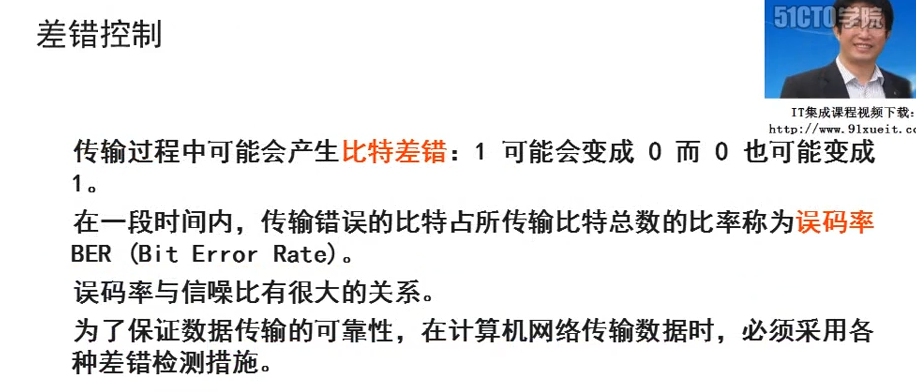 51CTO学院
差错控制
IT集成课程视频下载:
http://www.91xueit.c
传输过程中可能会产生比特差错：1 可能会变成 0 而 0 也可能变成
1。
在一段时间内，传输错误的比特占所传输比特总数的比率称为误码率
BER (Bit Error Rate)。
误码率与信噪比有很大的关系。
为了保证数据传输的可靠性，在计算机网络传输数据时，必须采用各
种差错检测措施。